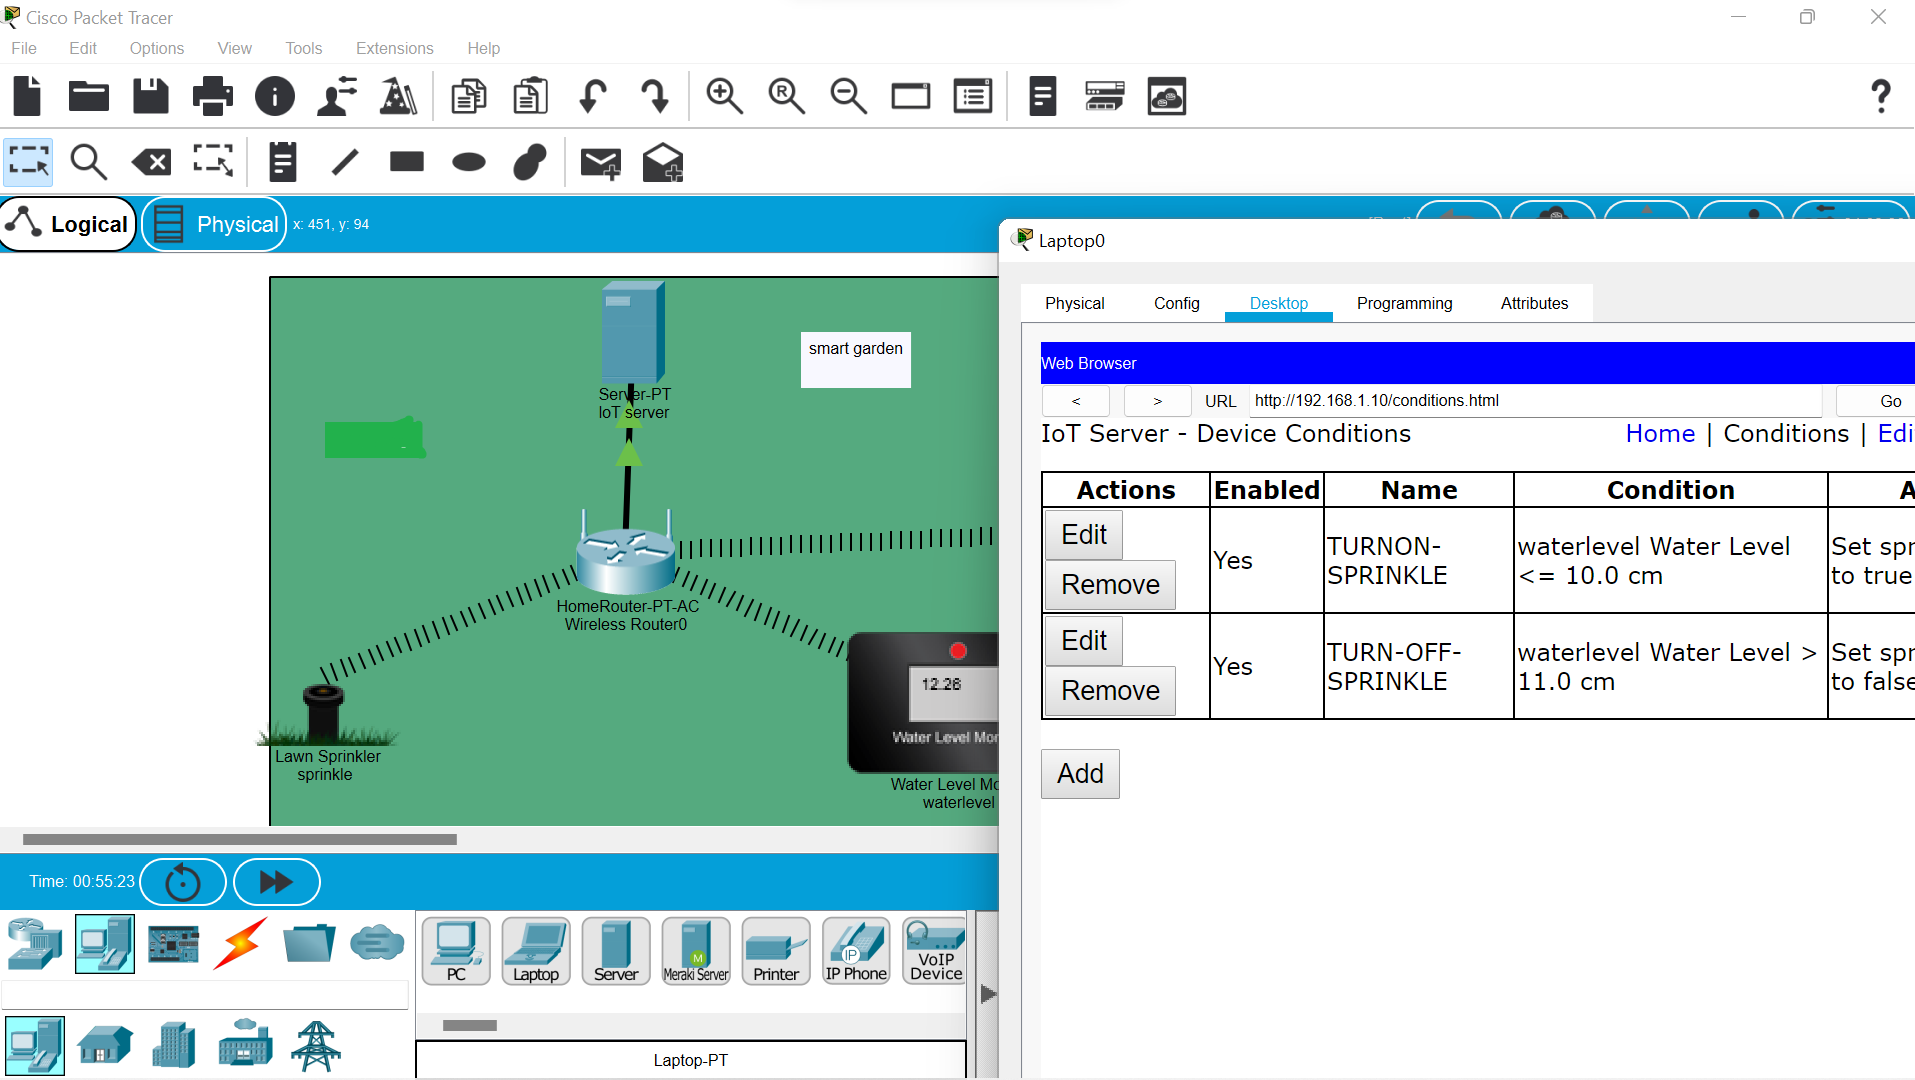 Cisco Packet Tracer
File Edit Options View Tools Extensions Help
Logical Physical x: 451, y: 94
Laptop0
Physical Config Desktop Programming Attributes
Web Browser
< > URL http://192.168.1.10/conditions.html Go
IoT Server - Device Conditions Home | Conditions |
Actions Enabled Name Condition
Edit
Remove
Yes
TURNON-
SPRINKLE
waterlevel Water Level
<= 10.0 cm
Set
to true
Edit
Remove
Yes
TURN-OFF-
SPRINKLE
waterlevel Water Level >
11.0 cm
Set
to false
Add
smart garden
Server-PT
IoT server
HomeRouter-PT-AC
Wireless Router0
Lawn Sprinkler
sprinkle
12.26
Water Level
Water Level
waterlevel
Time: 00:55:23
PC
Laptop
Server
M
Meraki Server
Printer
IP
IP Phone
VoIP
Device
Laptop-PT